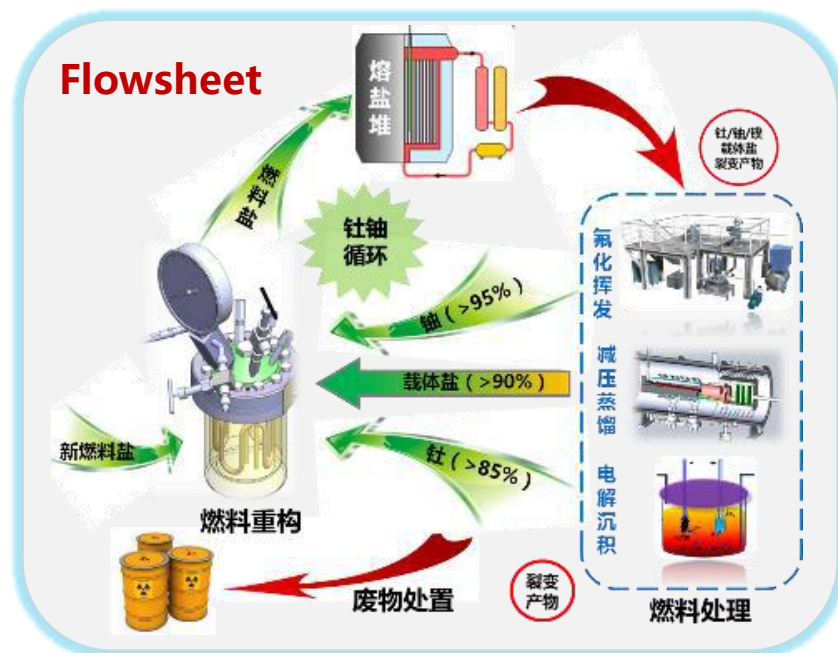 Flowsheet
熔盐堆
燃料盐
钍/铀/镤
载体盐
裂变产物
钍铀
循环
氟化挥发
铀（>95%）
减压蒸馏
载体盐（>90%）
新燃料盐
钍（>85%）
电解沉积
燃料重构
裂变
产物
废物处置
燃料处理